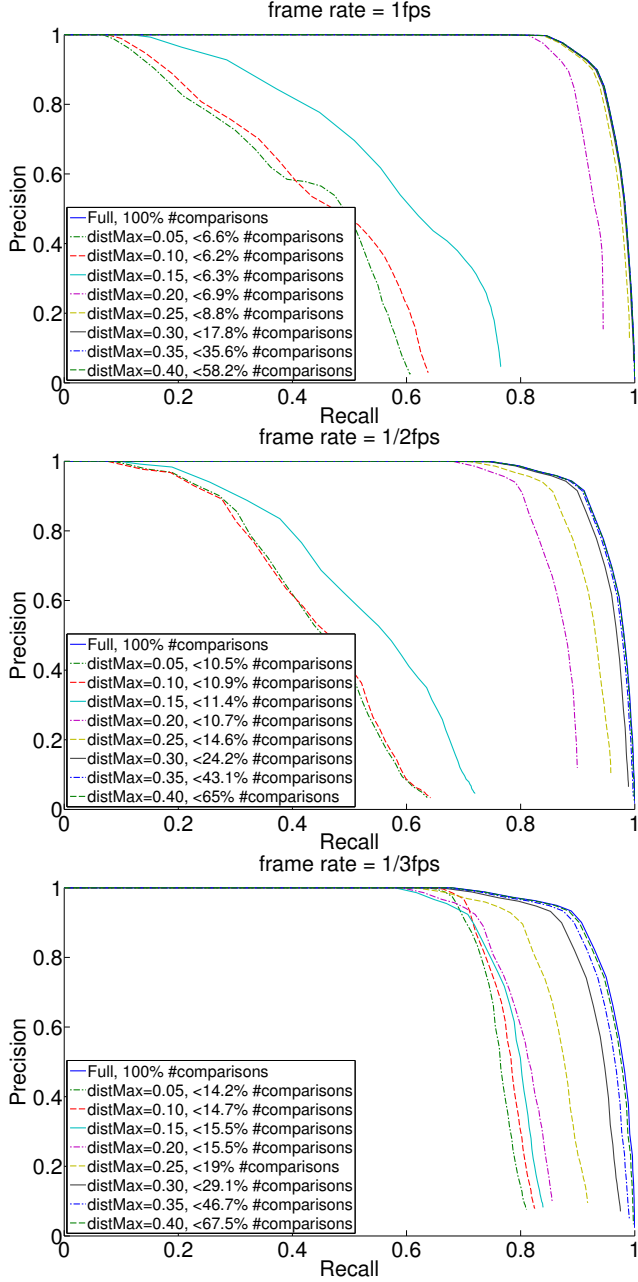 frame rate = 1fps
1
0.8
0.6
0.4
0.2
0
Precision
Full, 100% #comparisons
distMax=0.05, <6.6% #comparisons
distMax=0.10, <6.2% #comparisons
distMax=0.15, <6.3% #comparisons
distMax=0.20, <6.9% #comparisons
distMax=0.25, <8.8% #comparisons
distMax=0.30, <17.8% #comparisons
distMax=0.35, <35.6% #comparisons
distMax=0.40, <58.2% #comparisons
0 0.2 0.4 0.6 0.8 1
Recall
frame rate = 1/2fps
1
0.8
0.6
0.4
0.2
0
Precision
Full, 100% #comparisons
distMax=0.05, <10.5% #comparisons
distMax=0.10, <10.9% #comparisons
distMax=0.15, <11.4% #comparisons
distMax=0.20, <10.7% #comparisons
distMax=0.25, <14.6% #comparisons
distMax=0.30, <24.2% #comparisons
distMax=0.35, <43.1% #comparisons
distMax=0.40, <65% #comparisons
0 0.2 0.4 0.6 0.8 1
Recall
frame rate = 1/3fps
1
0.8
0.6
0.4
0.2
0
Precision
Full, 100% #comparisons
distMax=0.05, <14.2% #comparisons
distMax=0.10, <14.7% #comparisons
distMax=0.15, <15.5% #comparisons
distMax=0.20, <15.5% #comparisons
distMax=0.25, <19% #comparisons
distMax=0.30, <29.1% #comparisons
distMax=0.35, <46.7% #comparisons
distMax=0.40, <67.5% #comparisons
0 0.2 0.4 0.6 0.8 1
Recall